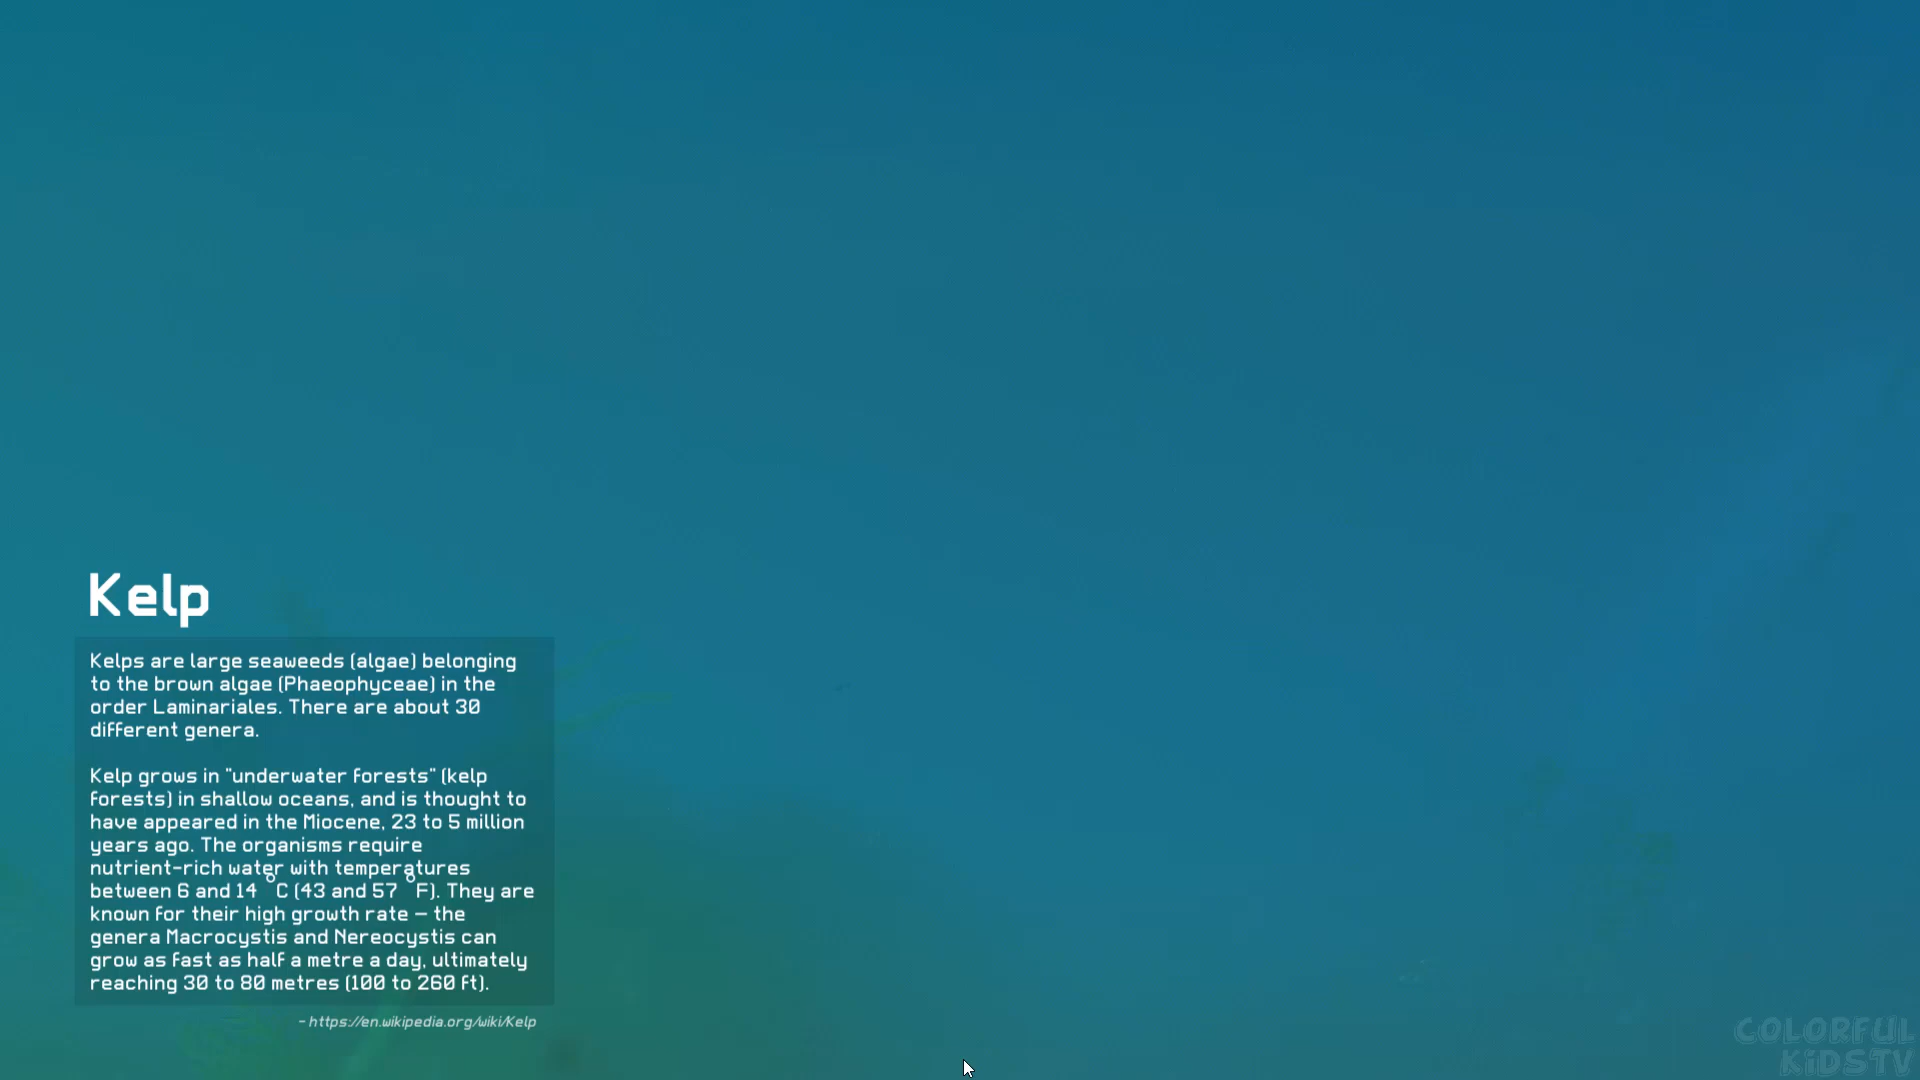 Kelp
Kelps are large seaweeds (algae) belonging
to the brown algae (Phaeophyceae) in the
order Laminariales. There are about 30
different genera.
Kelp grows in "underwater forests" (kelp
forests) in shallow oceans, and is thought to
have appeared in the Miocene, 23 to 5 million
years ago. The organisms require
nutrient-rich water with temperatures
between 6 and 14 °C (43 and 57 °F). They are
known for their high growth rate — the
genera Macrocystis and Nereocystis can
grow as fast as half a metre a day, ultimately
reaching 30 to 80 metres (100 to 260 ft).
- https://en.wikipedia.org/wiki/Kelp
COLORFUL
KiDSTV